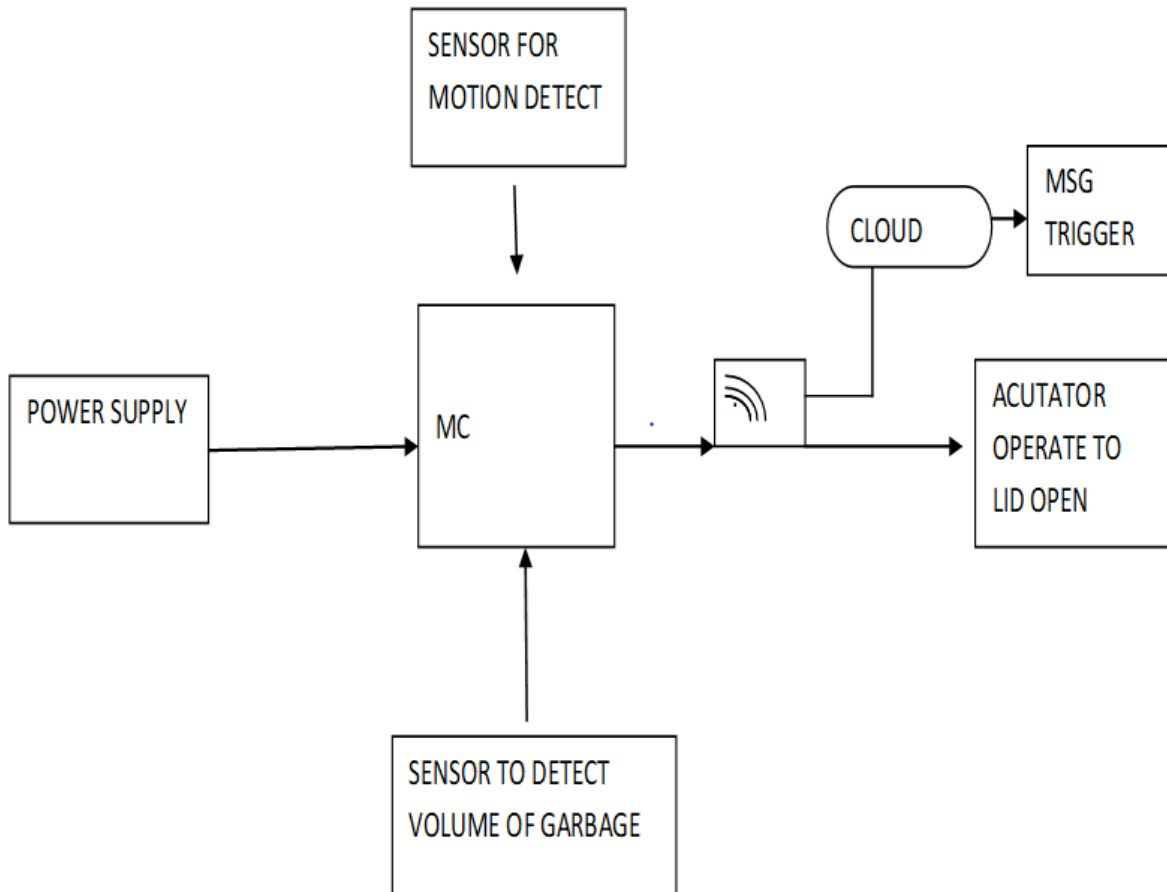 SENSOR FOR
MOTION DETECT
MSG
TRIGGER
CLOUD
POWER SUPPLY
MC
ACUTATOR
OPERATE TO
LID OPEN
SENSOR TO DETECT
VOLUME OF GARBAGE